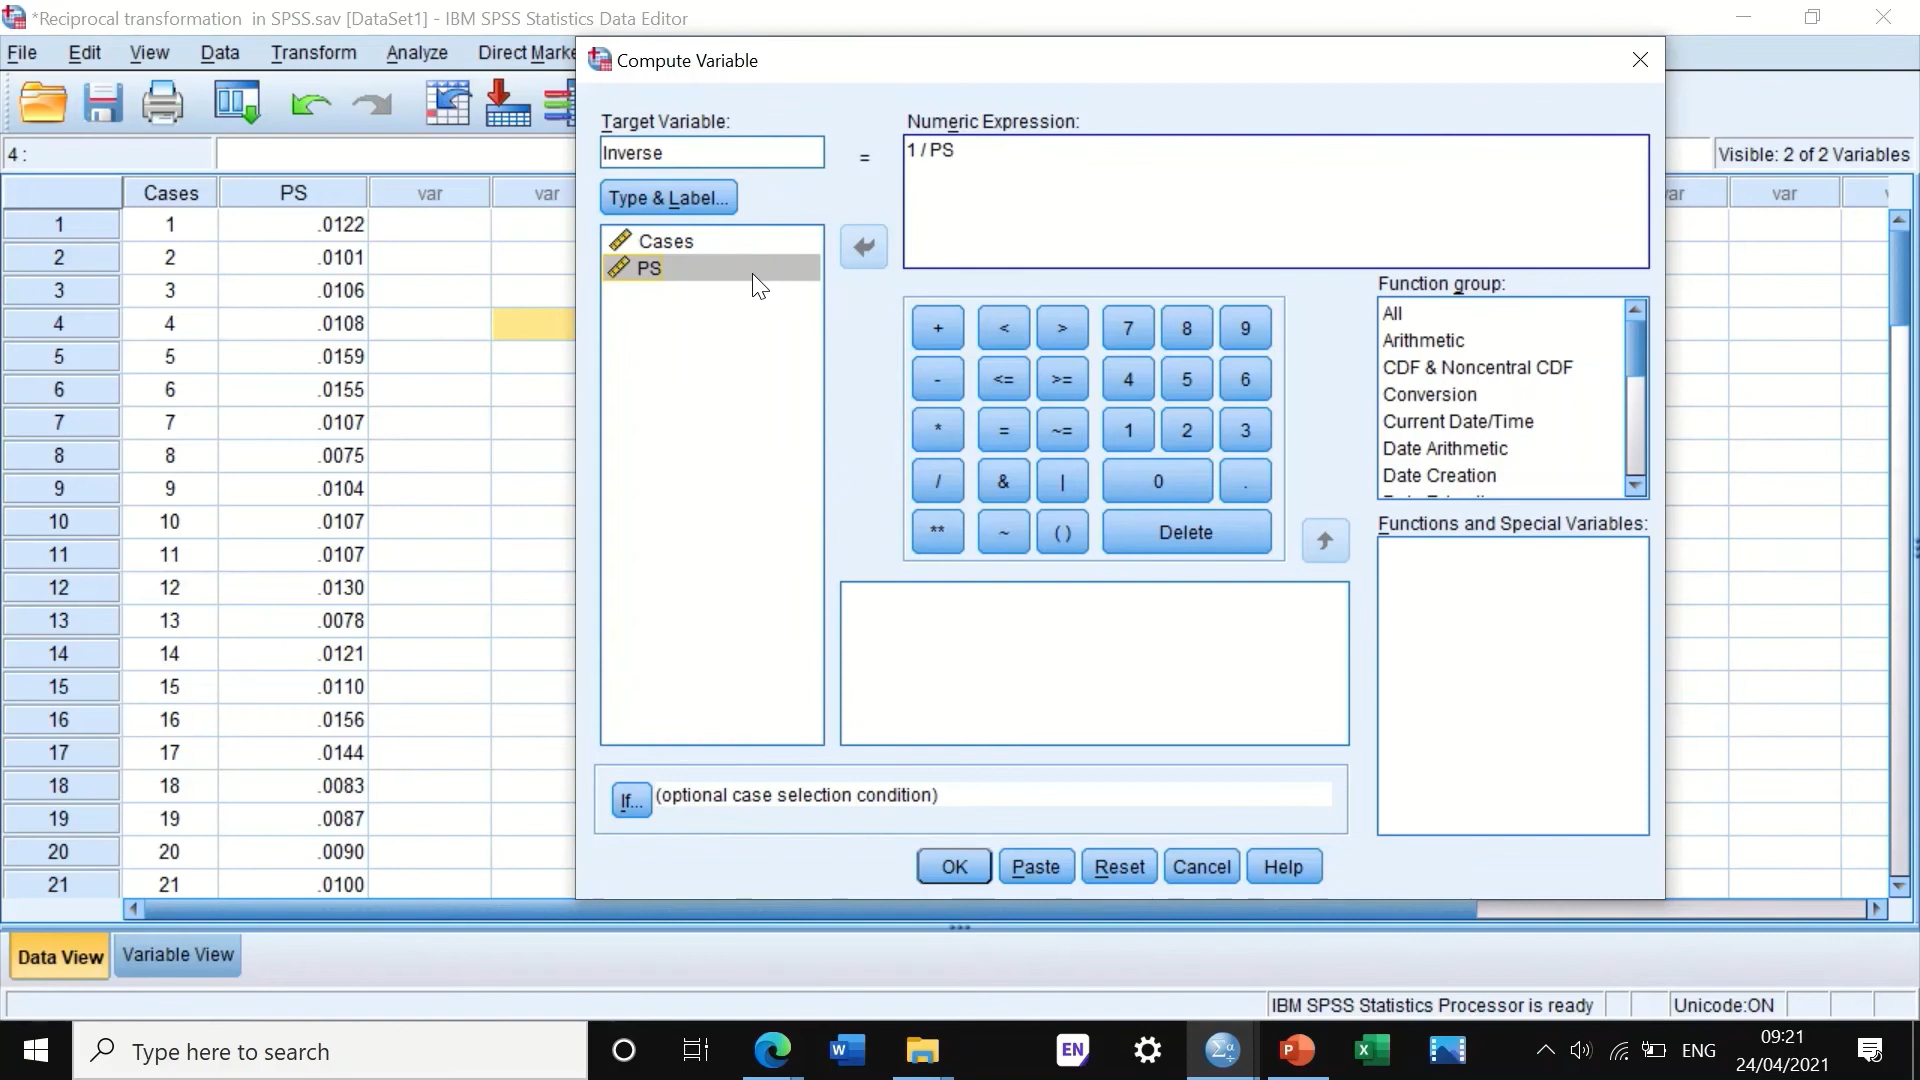 *Reciprocal transformation in SPSS.sav [DataSet1] - IBM SPSS Statistics Data Editor
File Edit View Data Transform Analyze Direct Marke
4 :
Visible: 2 of 2 Variables
Cases PS var var
1 1 .0122
2 2 .0101
3 3 .0106
4 4 .0108
5 5 .0159
6 6 .0155
7 7 .0107
8 8 .0075
9 9 .0104
10 10 .0107
11 11 .0107
12 12 .0130
13 13 .0078
14 14 .0121
15 15 .0110
16 16 .0156
17 17 .0144
18 18 .0083
19 19 .0087
20 20 .0090
21 21 .0100
ar var
Compute Variable
Target Variable:
Inverse
=
Numeric Expression:
1 / PS
Type & Label...
Cases
PS
+ < > 7 8 9
- <= >= 4 5 6
* = ~= 1 2 3
/ & | 0 .
** ~ ( ) Delete
Function group:
All
Arithmetic
CDF & Noncentral CDF
Conversion
Current Date/Time
Date Arithmetic
Date Creation
Functions and Special Variables:
If... (optional case selection condition)
OK Paste Reset Cancel Help
Data View Variable View
IBM SPSS Statistics Processor is ready Unicode:ON
Type here to search
EN
ENG
09:21
24/04/2021